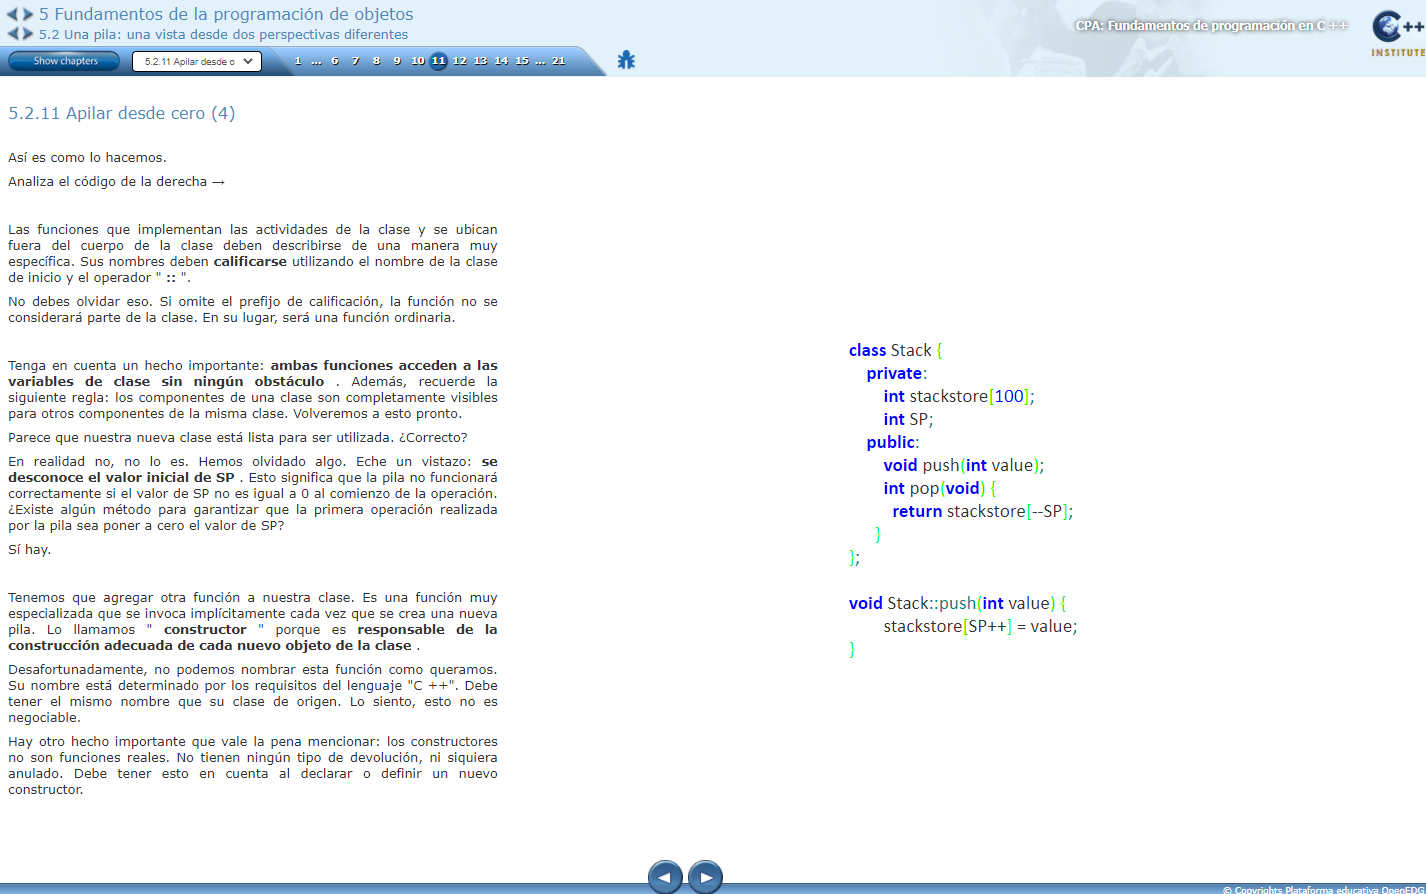 5 Fundamentos de la programación de objetos
5.2 Una pila: una vista desde dos perspectivas diferentes
CPA: Fundamentos de programación en C ++
C++
INSTITUTE
Show chapters
5.2.11 Apilar desde c
1 ... 6 7 8 9 10 11 12 13 14 15 ... 21
5.2.11 Apilar desde cero (4)
Así es como lo hacemos.
Analiza el código de la derecha →
Las funciones que implementan las actividades de la clase y se ubican
fuera del cuerpo de la clase deben describirse de una manera muy
específica. Sus nombres deben calificarse utilizando el nombre de la clase
de inicio y el operador " :: ".
No debes olvidar eso. Si omite el prefijo de calificación, la función no se
considerará parte de la clase. En su lugar, será una función ordinaria.
Tenga en cuenta un hecho importante: ambas funciones acceden a las
variables de clase sin ningún obstáculo . Además, recuerde la
siguiente regla: los componentes de una clase son completamente visibles
para otros componentes de la misma clase. Volveremos a esto pronto.
Parece que nuestra nueva clase está lista para ser utilizada. ¿Correcto?
En realidad no, no lo es. Hemos olvidado algo. Eche un vistazo: se
desconoce el valor inicial de SP . Esto significa que la pila no funcionará
correctamente si el valor de SP no es igual a 0 al comienzo de la operación.
¿Existe algún método para garantizar que la primera operación realizada
por la pila sea poner a cero el valor de SP?
Sí hay.
Tenemos que agregar otra función a nuestra clase. Es una función muy
especializada que se invoca implícitamente cada vez que se crea una nueva
pila. Lo llamamos " constructor " porque es responsable de la
construcción adecuada de cada nuevo objeto de la clase .
Desafortunadamente, no podemos nombrar esta función como queramos.
Su nombre está determinado por los requisitos del lenguaje "C ++". Debe
tener el mismo nombre que su clase de origen. Lo siento, esto no es
negociable.
Hay otro hecho importante que vale la pena mencionar: los constructores
no son funciones reales. No tienen ningún tipo de devolución, ni siquiera
anulado. Debe tener esto en cuenta al declarar o definir un nuevo
constructor.
class Stack {
private:
int stackstore[100];
int SP;
public:
void push(int value);
int pop(void) {
return stackstore[--SP];
}
};
void Stack::push(int value) {
stackstore[SP++] = value;
}
© Copyrights Plataforma educativa OpenEDG